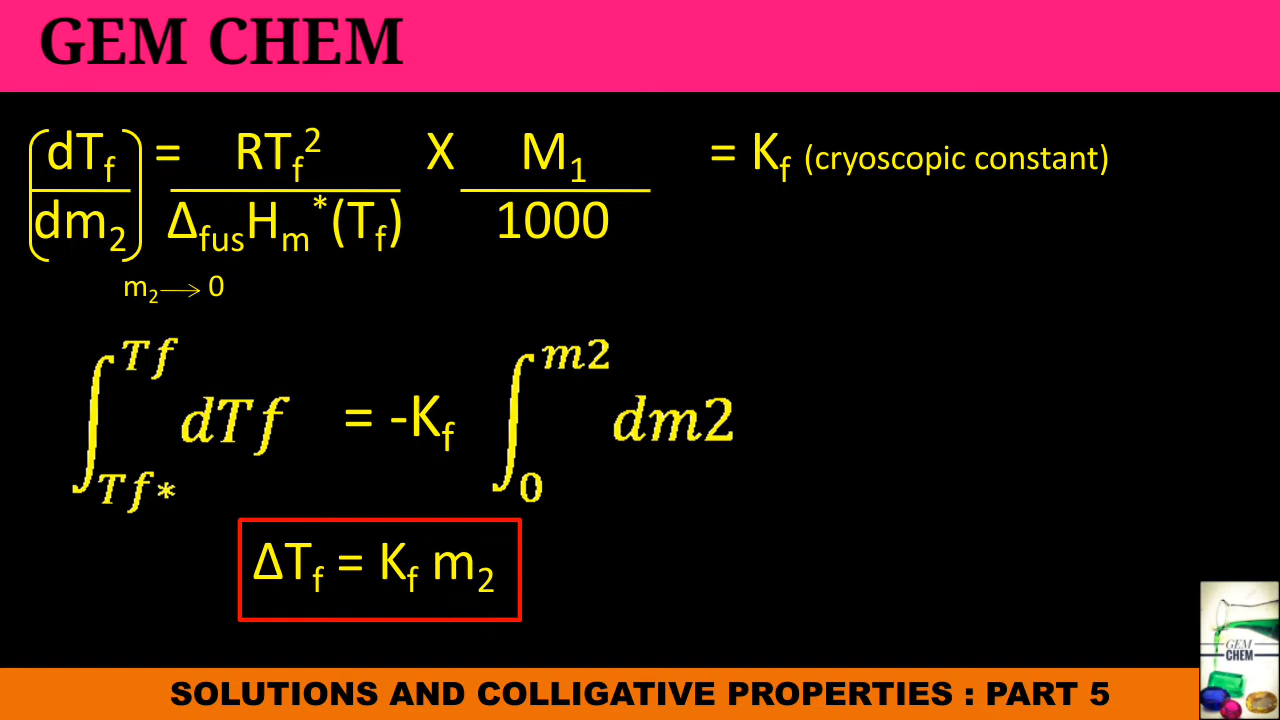 GEM CHEM
dTf = RTf² X M₁ = Kf (cryoscopic constant)
dm₂ ΔfusHm*(Tf) 1000
m₂⟶ 0
∫ Tf Tf* dTf = -Kf ∫ m2 0 dm2
ΔTf = Kf m₂
GEM
CHEM
SOLUTIONS AND COLLIGATIVE PROPERTIES : PART 5